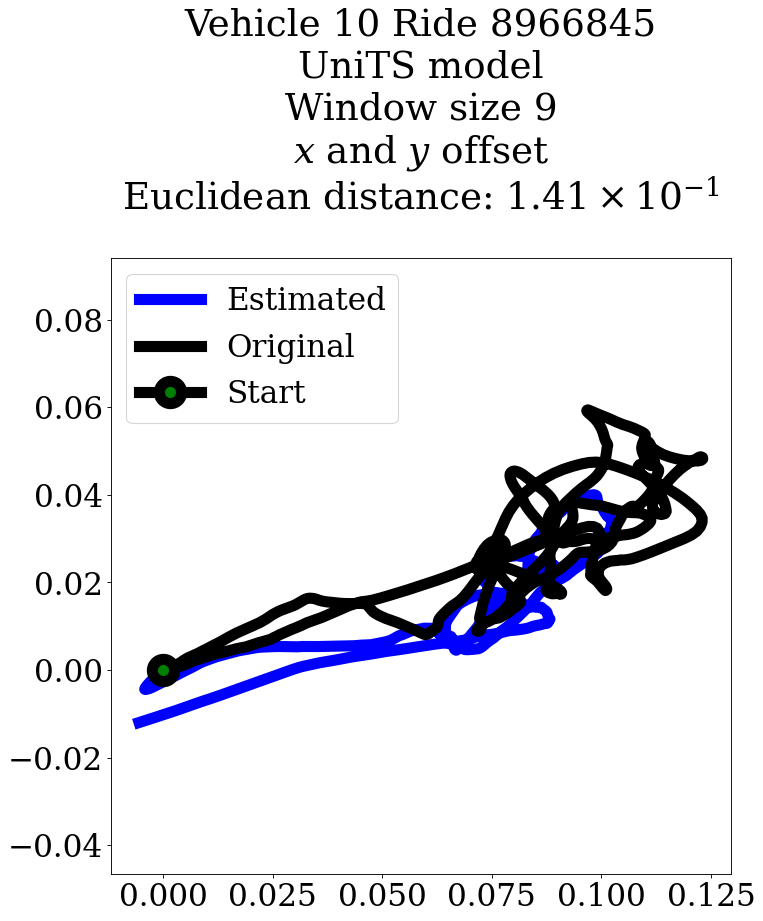 Vehicle 10 Ride 8966845
UniTS model
Window size 9
x and y offset
Euclidean distance: 1.41 × 10⁻¹
Estimated
Original
Start
0.08
0.06
0.04
0.02
0.00
−0.02
−0.04
0.000 0.025 0.050 0.075 0.100 0.125